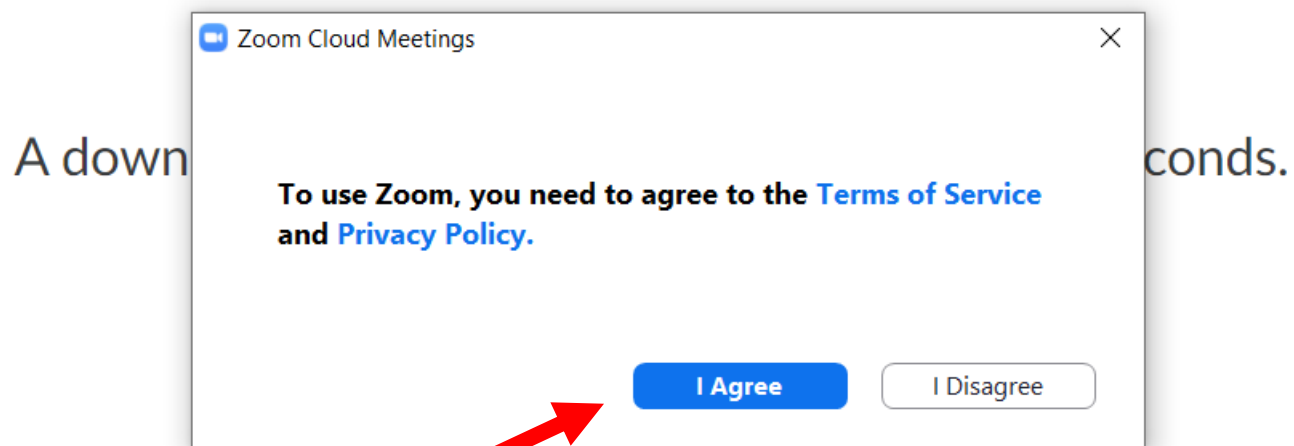 Zoom Cloud Meetings
A down
conds.
To use Zoom, you need to agree to the Terms of Service
and Privacy Policy.
I Agree
I Disagree